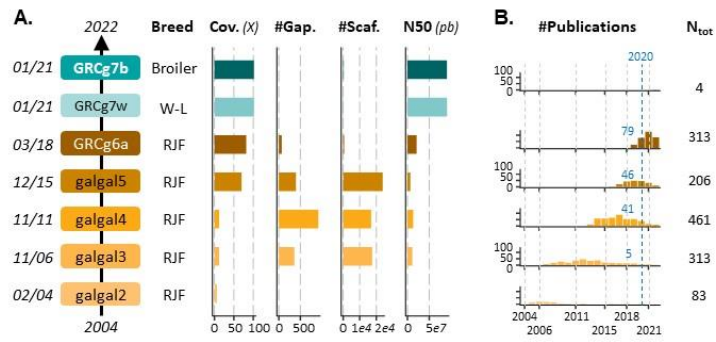 A. 2022 Breed Cov. (X) #Gap. #Scaf. N50 (pb)
01/21 GRCg7b Broiler
01/21 GRCg7w W-L
03/18 GRCg6a RJF
12/15 galgal5 RJF
11/11 galgal4 RJF
11/06 galgal3 RJF
02/04 galgal2 RJF
2004
0 50 100
0 500
0 1e4 2e4
0 5e7
B. #Publications N_tot
2020
100
50
0
4
79
313
100
50
0
46
206
41
461
100
50
0
5
313
83
2004 2011 2018
2006 2015 2021